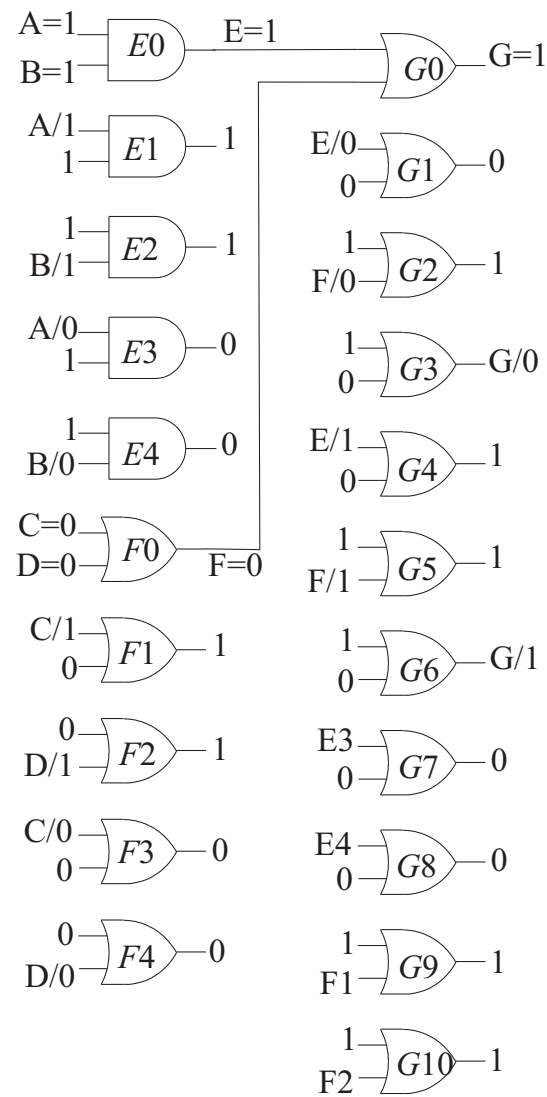 A=1
B=1
E0
E=1
G0
G=1
A/1
1
E1
1
E/0
0
G1
0
1
B/1
E2
1
1
F/0
G2
1
A/0
1
E3
0
1
0
G3
G/0
1
B/0
E4
0
E/1
0
G4
1
C=0
D=0
F0
F=0
1
F/1
G5
1
C/1
0
F1
1
1
0
G6
G/1
0
D/1
F2
1
E3
0
G7
0
C/0
0
F3
0
E4
0
G8
0
0
D/0
F4
0
1
F1
G9
1
1
F2
G10
1